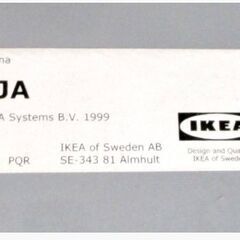 na
JA
A Systems B.V. 1999
IKEA of Sweden AB
PQR SE-343 81 Älmhult
IKEA
Design and Qua
IKEA of Swede